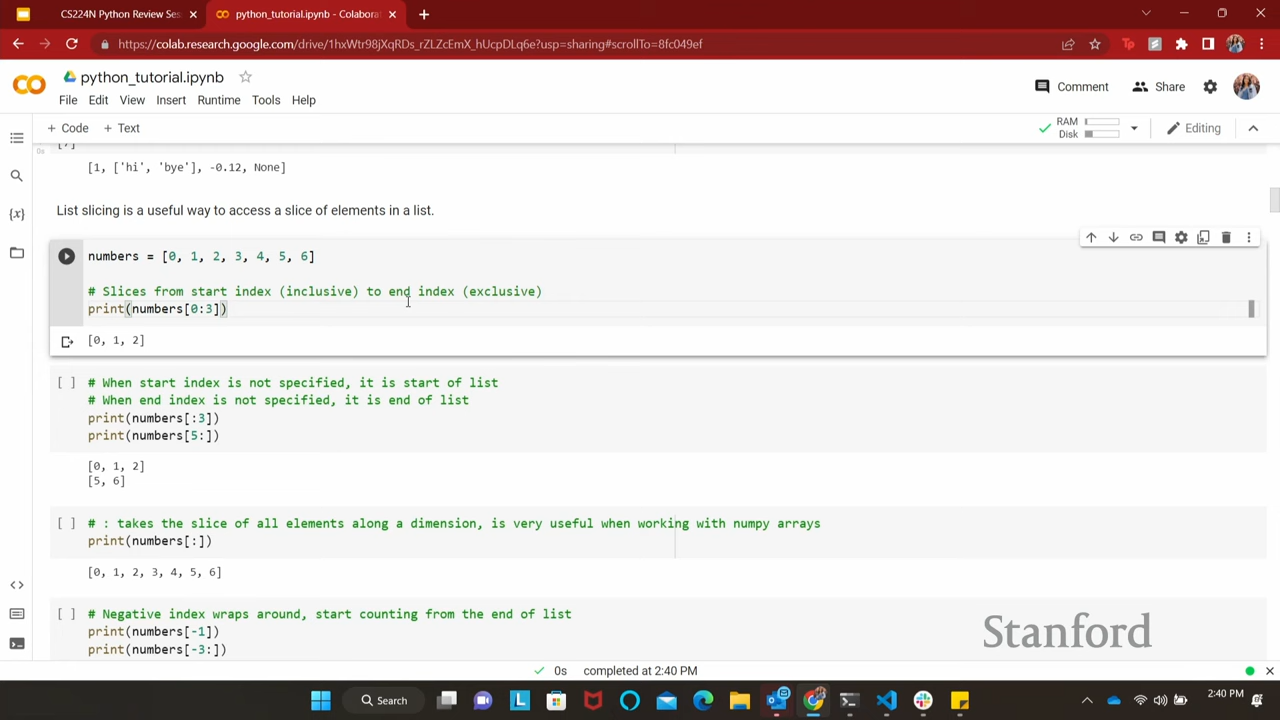 CS224N Python Review Ses
python_tutorial.ipynb - Colabora
https://colab.research.google.com/drive/1hxWtr98jXqRDs_rZLZcEmX_hUcpDLq6e?usp=sharing#scrollTo=8fc049ef
python_tutorial.ipynb
Comment
Share
File Edit View Insert Runtime Tools Help
+ Code + Text
RAM
Disk
Editing
0s
[7]
[1, ['hi', 'bye'], -0.12, None]
List slicing is a useful way to access a slice of elements in a list.
numbers = [0, 1, 2, 3, 4, 5, 6]
# Slices from start index (inclusive) to end index (exclusive)
print(numbers[0:3])
[0, 1, 2]
[ ] # When start index is not specified, it is start of list
# When end index is not specified, it is end of list
print(numbers[:3])
print(numbers[5:])
[0, 1, 2]
[5, 6]
[ ] # : takes the slice of all elements along a dimension, is very useful when working with numpy arrays
print(numbers[:])
[0, 1, 2, 3, 4, 5, 6]
[ ] # Negative index wraps around, start counting from the end of list
print(numbers[-1])
print(numbers[-3:])
Stanford
0s completed at 2:40 PM
Search
2:40 PM